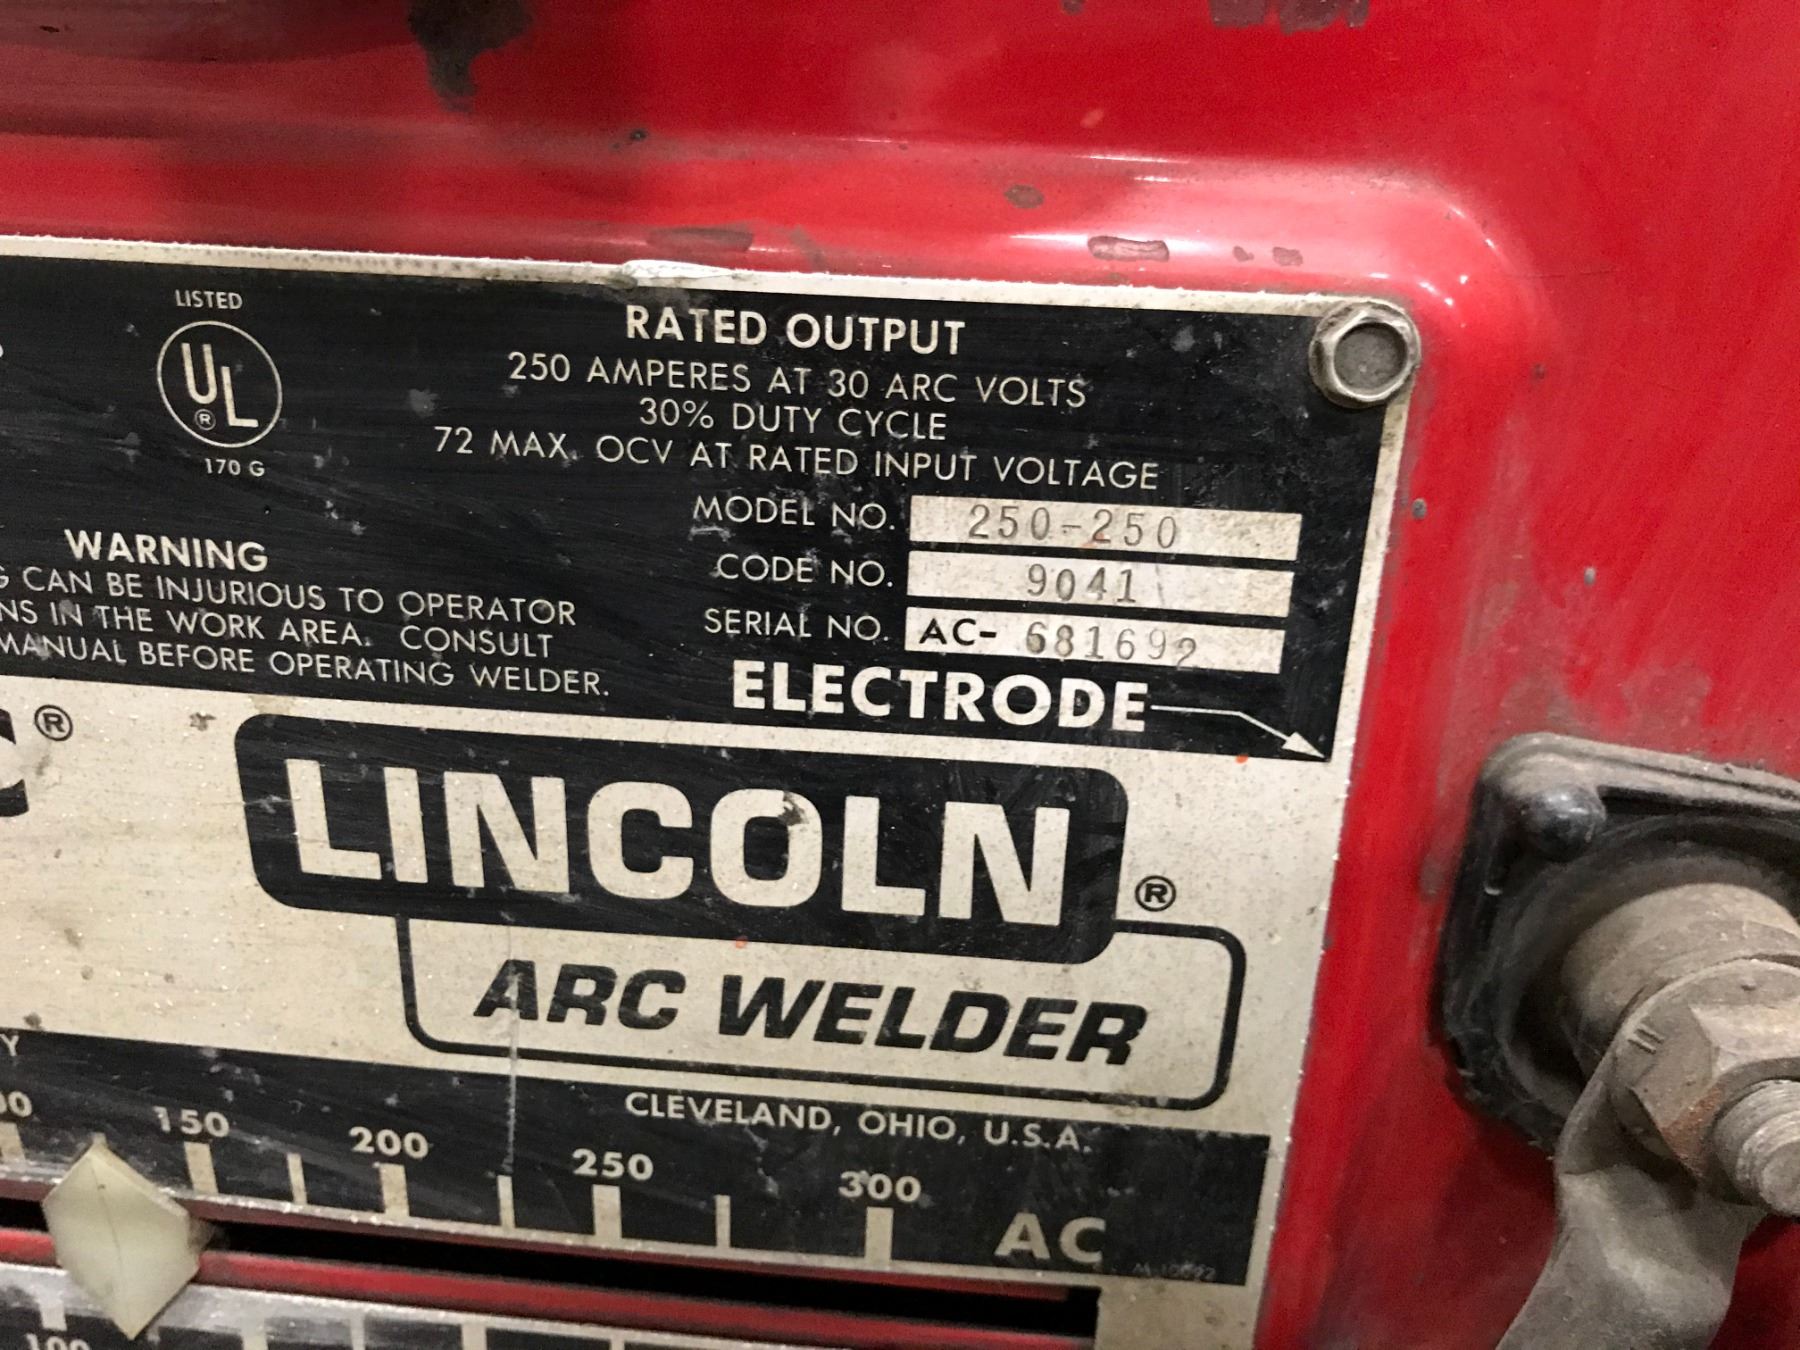 LISTED
UL ®
170 G
RATED OUTPUT
250 AMPERES AT 30 ARC VOLTS
30% DUTY CYCLE
72 MAX. OCV AT RATED INPUT VOLTAGE
MODEL NO. 250-250
CODE NO. 9041
SERIAL NO. AC- 681692
ELECTRODE
WARNING
CAN BE INJURIOUS TO OPERATOR
IN THE WORK AREA. CONSULT
MANUAL BEFORE OPERATING WELDER.
®
LINCOLN ®
ARC WELDER
CLEVELAND, OHIO, U.S.A.
150 200 250 300
AC
100